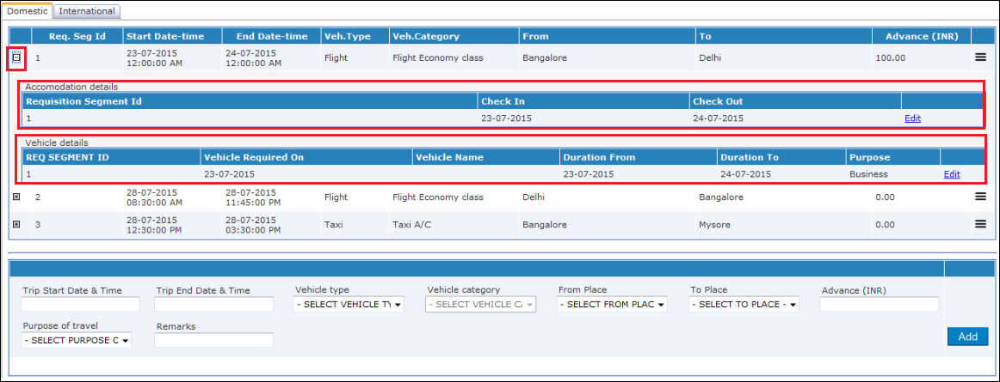 Domestic International
Req. Seg Id Start Date-time End Date-time Veh.Type Veh.Category From To Advance (INR)
1 23-07-2015 12:00:00 AM 24-07-2015 12:00:00 AM Flight Flight Economy class Bangalore Delhi 100.00
Accomodation details
Requisition Segment Id Check In Check Out
1 23-07-2015 24-07-2015 Edit
Vehicle details
REQ SEGMENT ID Vehicle Required On Vehicle Name Duration From Duration To Purpose
1 23-07-2015 23-07-2015 24-07-2015 Business Edit
2 28-07-2015 08:30:00 AM 28-07-2015 11:45:00 PM Flight Flight Economy class Delhi Bangalore 0.00
3 28-07-2015 12:30:00 PM 28-07-2015 03:30:00 PM Taxi Taxi A/C Bangalore Mysore 0.00
Trip Start Date & Time Trip End Date & Time Vehicle type Vehicle category From Place To Place Advance (INR)
- SELECT VEHICLE TY - SELECT VEHICLE CA - SELECT FROM PLAC - SELECT TO PLACE -
Purpose of travel Remarks
- SELECT PURPOSE O Add